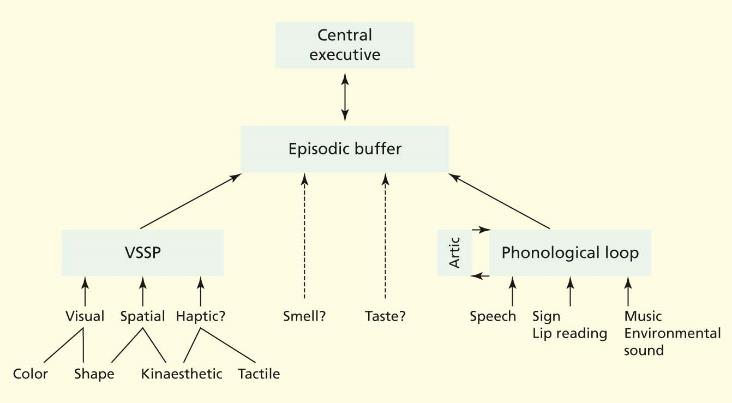 Central
executive
Episodic buffer
VSSP
Artic
Phonological loop
Visual
Spatial
Haptic?
Smell?
Taste?
Speech
Sign
Lip reading
Music
Environmental
sound
Color
Shape
Kinaesthetic
Tactile